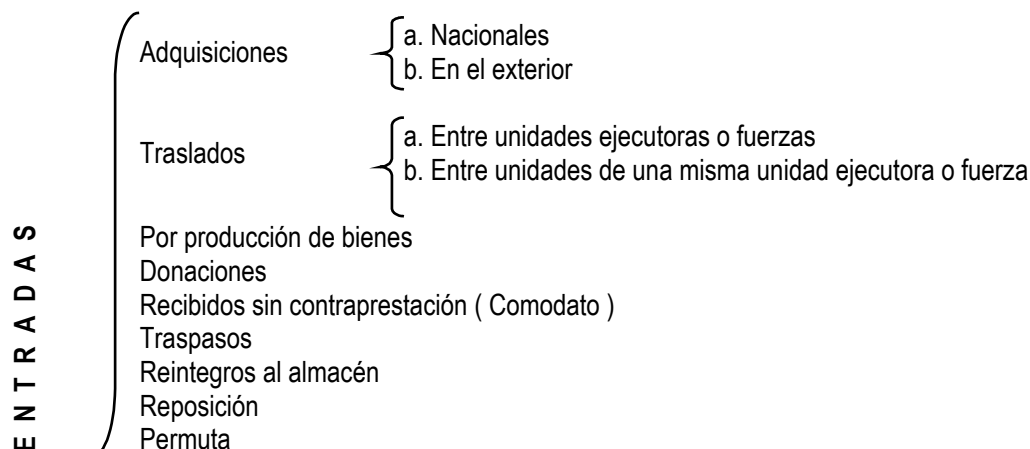 ENTRADAS
Adquisiciones
a. Nacionales
b. En el exterior
Traslados
a. Entre unidades ejecutoras o fuerzas
b. Entre unidades de una misma unidad ejecutora o fuerza
Por producción de bienes
Donaciones
Recibidos sin contraprestación ( Comodato )
Traspasos
Reintegros al almacén
Reposición
Permuta